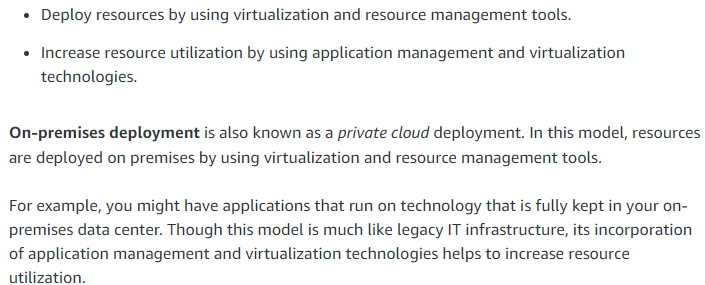 • Deploy resources by using virtualization and resource management tools.
• Increase resource utilization by using application management and virtualization
technologies.
On-premises deployment is also known as a private cloud deployment. In this model, resources
are deployed on premises by using virtualization and resource management tools.
For example, you might have applications that run on technology that is fully kept in your on-
premises data center. Though this model is much like legacy IT infrastructure, its incorporation
of application management and virtualization technologies helps to increase resource
utilization.